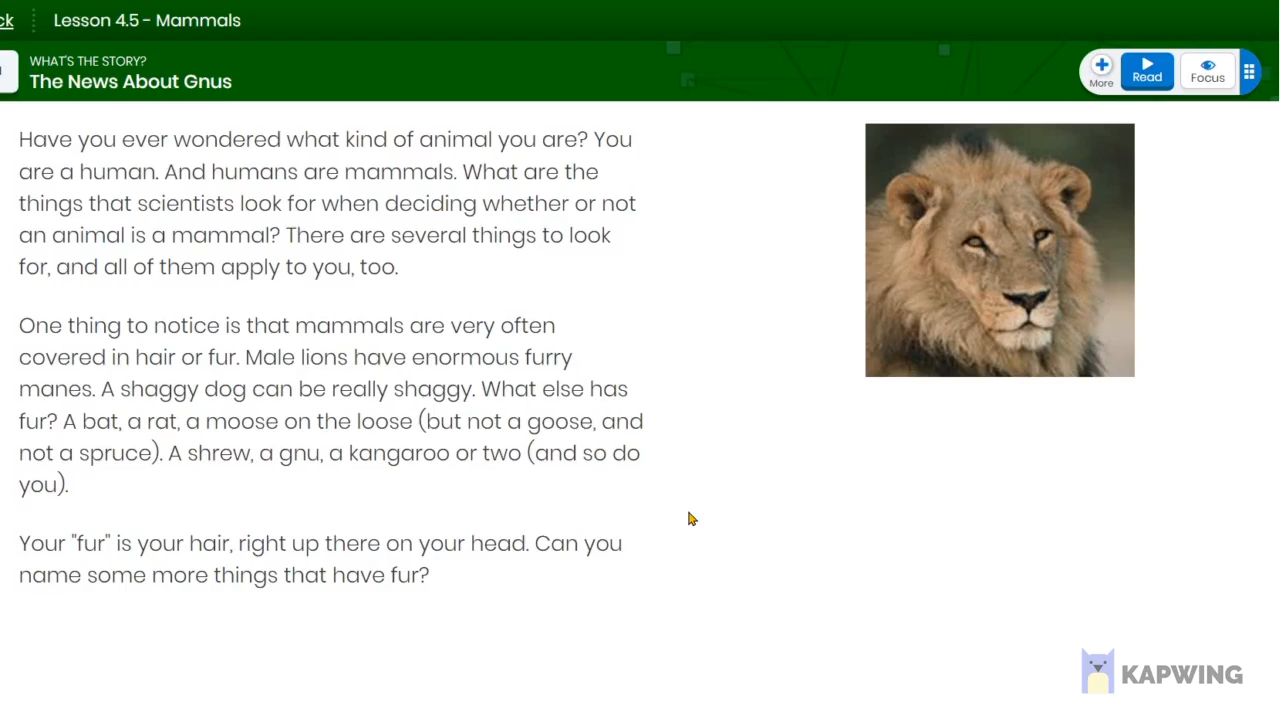 ck
Lesson 4.5 - Mammals
WHAT'S THE STORY?
The News About Gnus
More
Read
Focus
Have you ever wondered what kind of animal you are? You
are a human. And humans are mammals. What are the
things that scientists look for when deciding whether or not
an animal is a mammal? There are several things to look
for, and all of them apply to you, too.
One thing to notice is that mammals are very often
covered in hair or fur. Male lions have enormous furry
manes. A shaggy dog can be really shaggy. What else has
fur? A bat, a rat, a moose on the loose (but not a goose, and
not a spruce). A shrew, a gnu, a kangaroo or two (and so do
you).
Your "fur" is your hair, right up there on your head. Can you
name some more things that have fur?
KAPWING